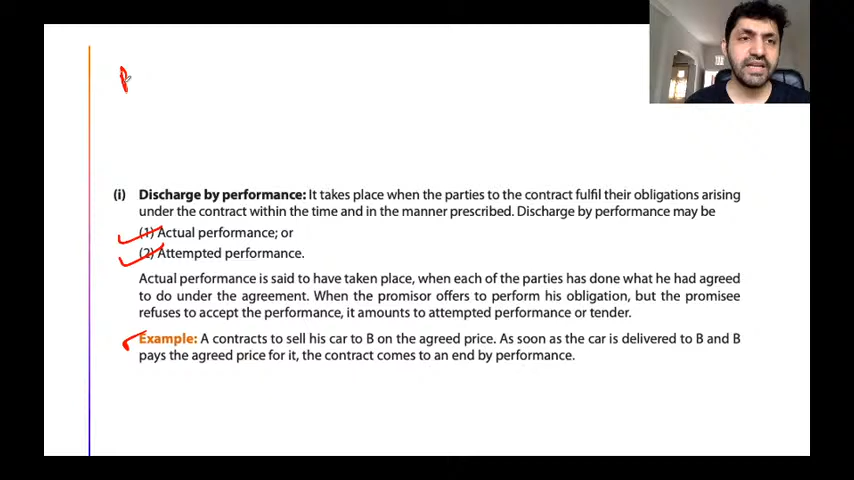 (i) Discharge by performance: It takes place when the parties to the contract fulfil their obligations arising
under the contract within the time and in the manner prescribed. Discharge by performance may be
(1) Actual performance; or
(2) Attempted performance.
Actual performance is said to have taken place, when each of the parties has done what he had agreed
to do under the agreement. When the promisor offers to perform his obligation, but the promisee
refuses to accept the performance, it amounts to attempted performance or tender.
Example: A contracts to sell his car to B on the agreed price. As soon as the car is delivered to B and B
pays the agreed price for it, the contract comes to an end by performance.